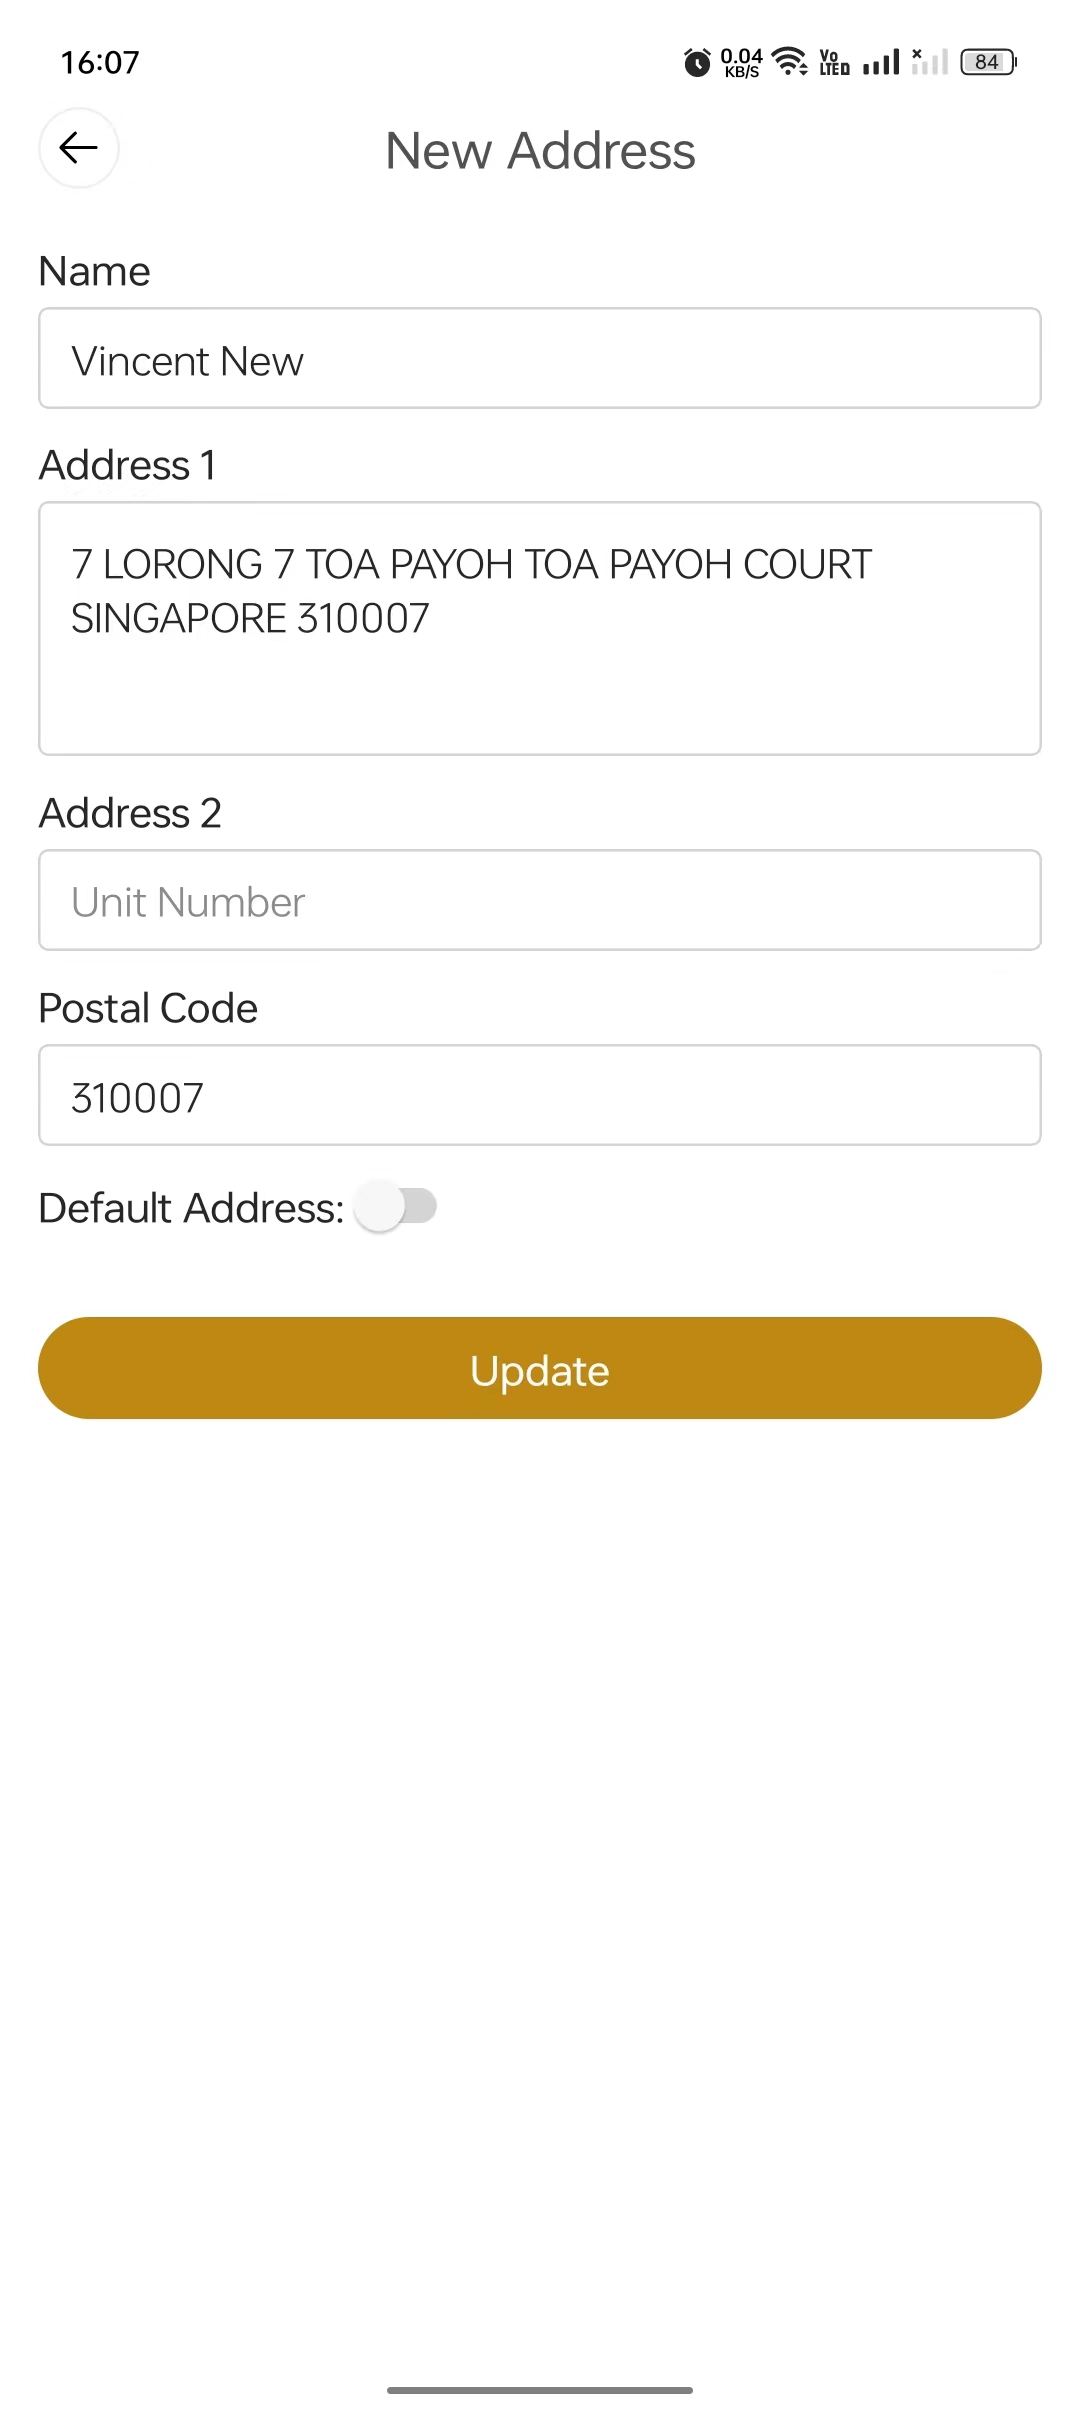 16:07
0.04
KB/S
Vo
LTE
84
New Address
Name
Vincent New
Address 1
7 LORONG 7 TOA PAYOH TOA PAYOH COURT
SINGAPORE 310007
Address 2
Unit Number
Postal Code
310007
Default Address:
Update